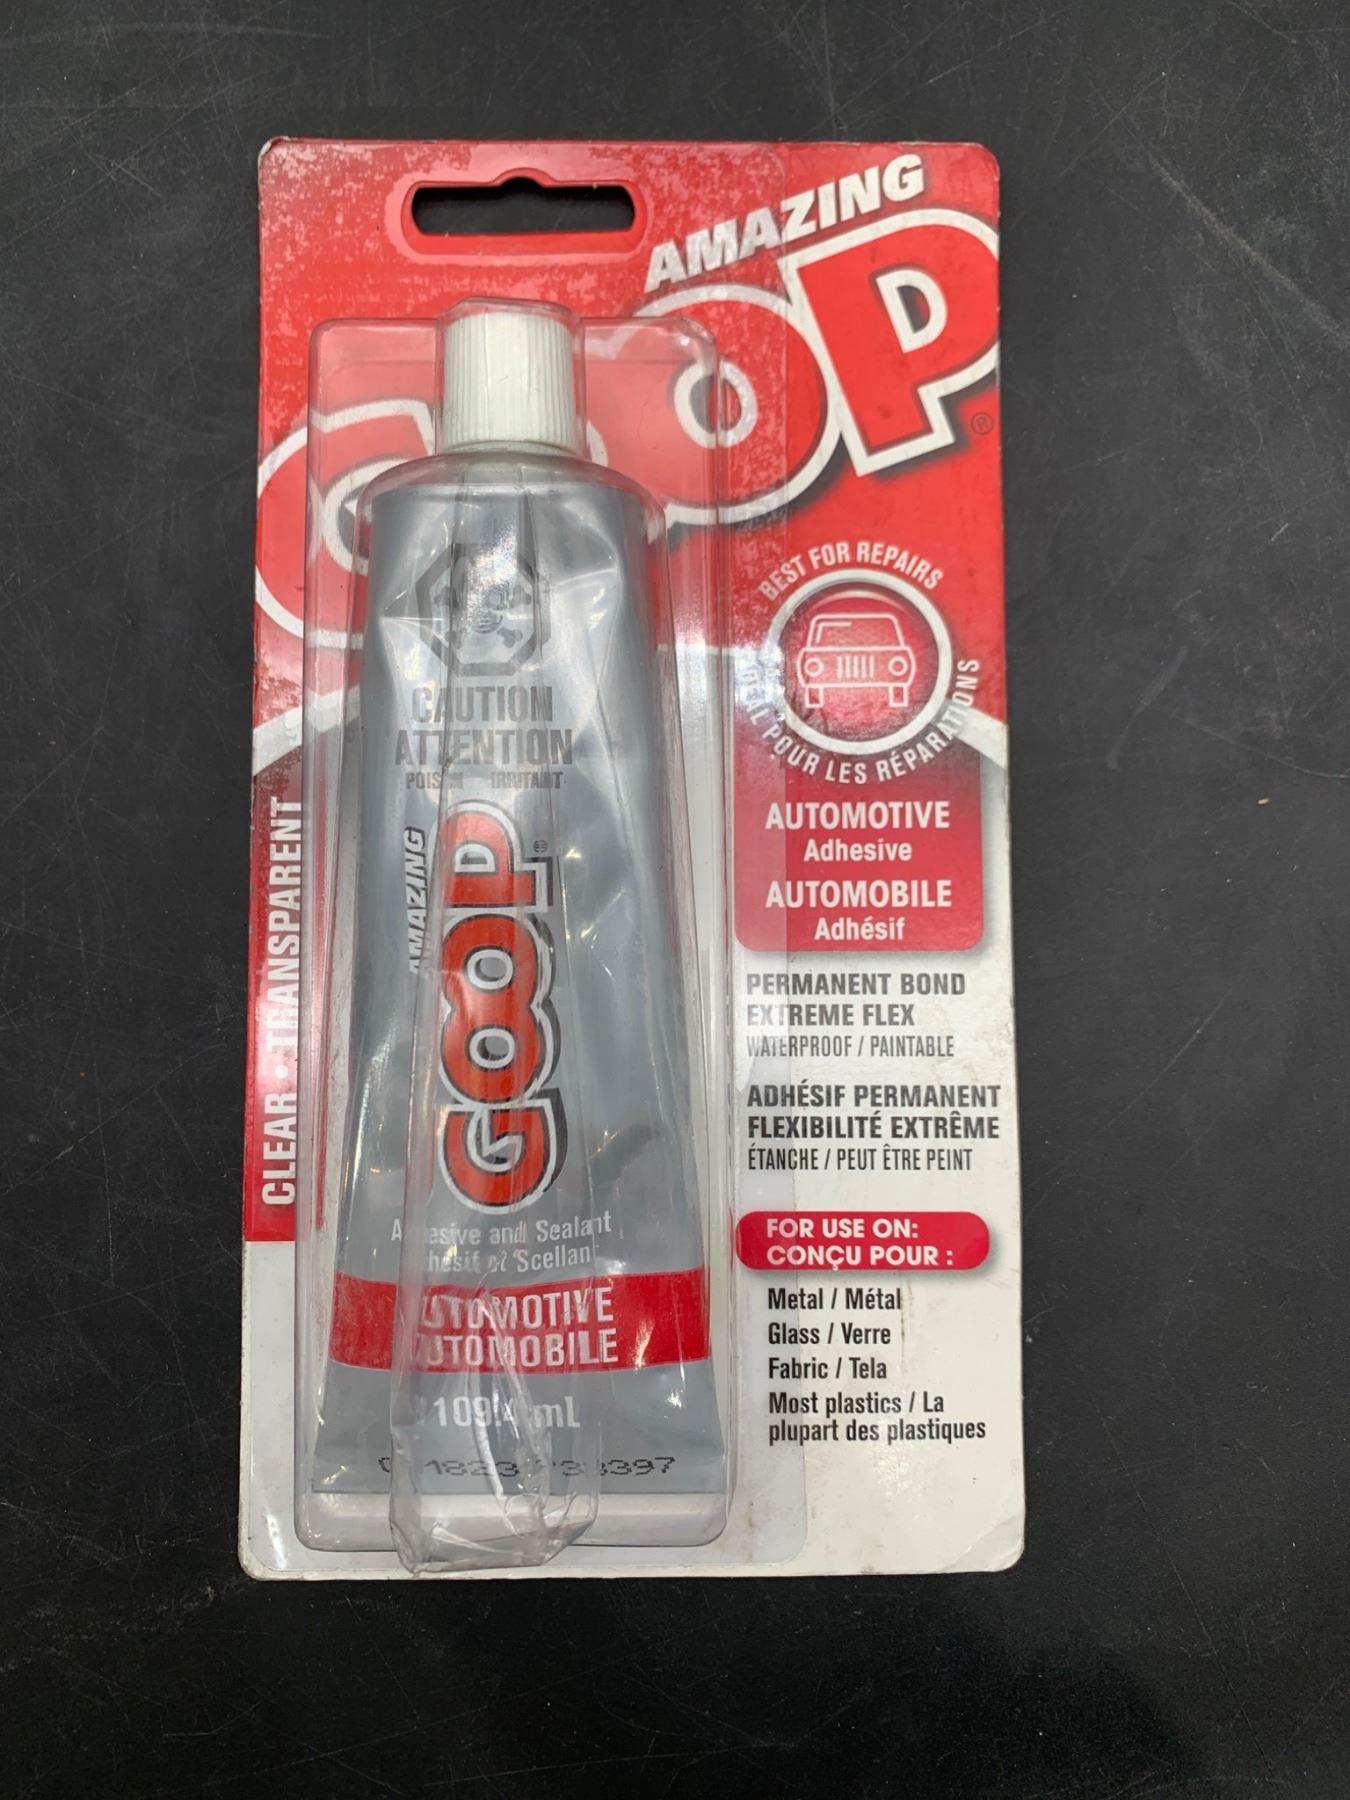 AMAZING
GOOP®
BEST FOR REPAIRS
POUR LES RÉPARATIONS
AUTOMOTIVE
Adhesive
AUTOMOBILE
Adhésif
PERMANENT BOND
EXTREME FLEX
WATERPROOF / PAINTABLE
ADHÉSIF PERMANENT
FLEXIBILITÉ EXTRÊME
ÉTANCHE / PEUT ÊTRE PEINT
FOR USE ON:
CONÇU POUR :
Metal / Métal
Glass / Verre
Fabric / Tela
Most plastics / La
plupart des plastiques
CLEAR • TRANSPARENT
CAUTION
ATTENTION
POISON IRRITANT
AMAZING
GOOP
Adhesive and Sealant
Adhésif et Scellant
AUTOMOTIVE
AUTOMOBILE
109.4 mL